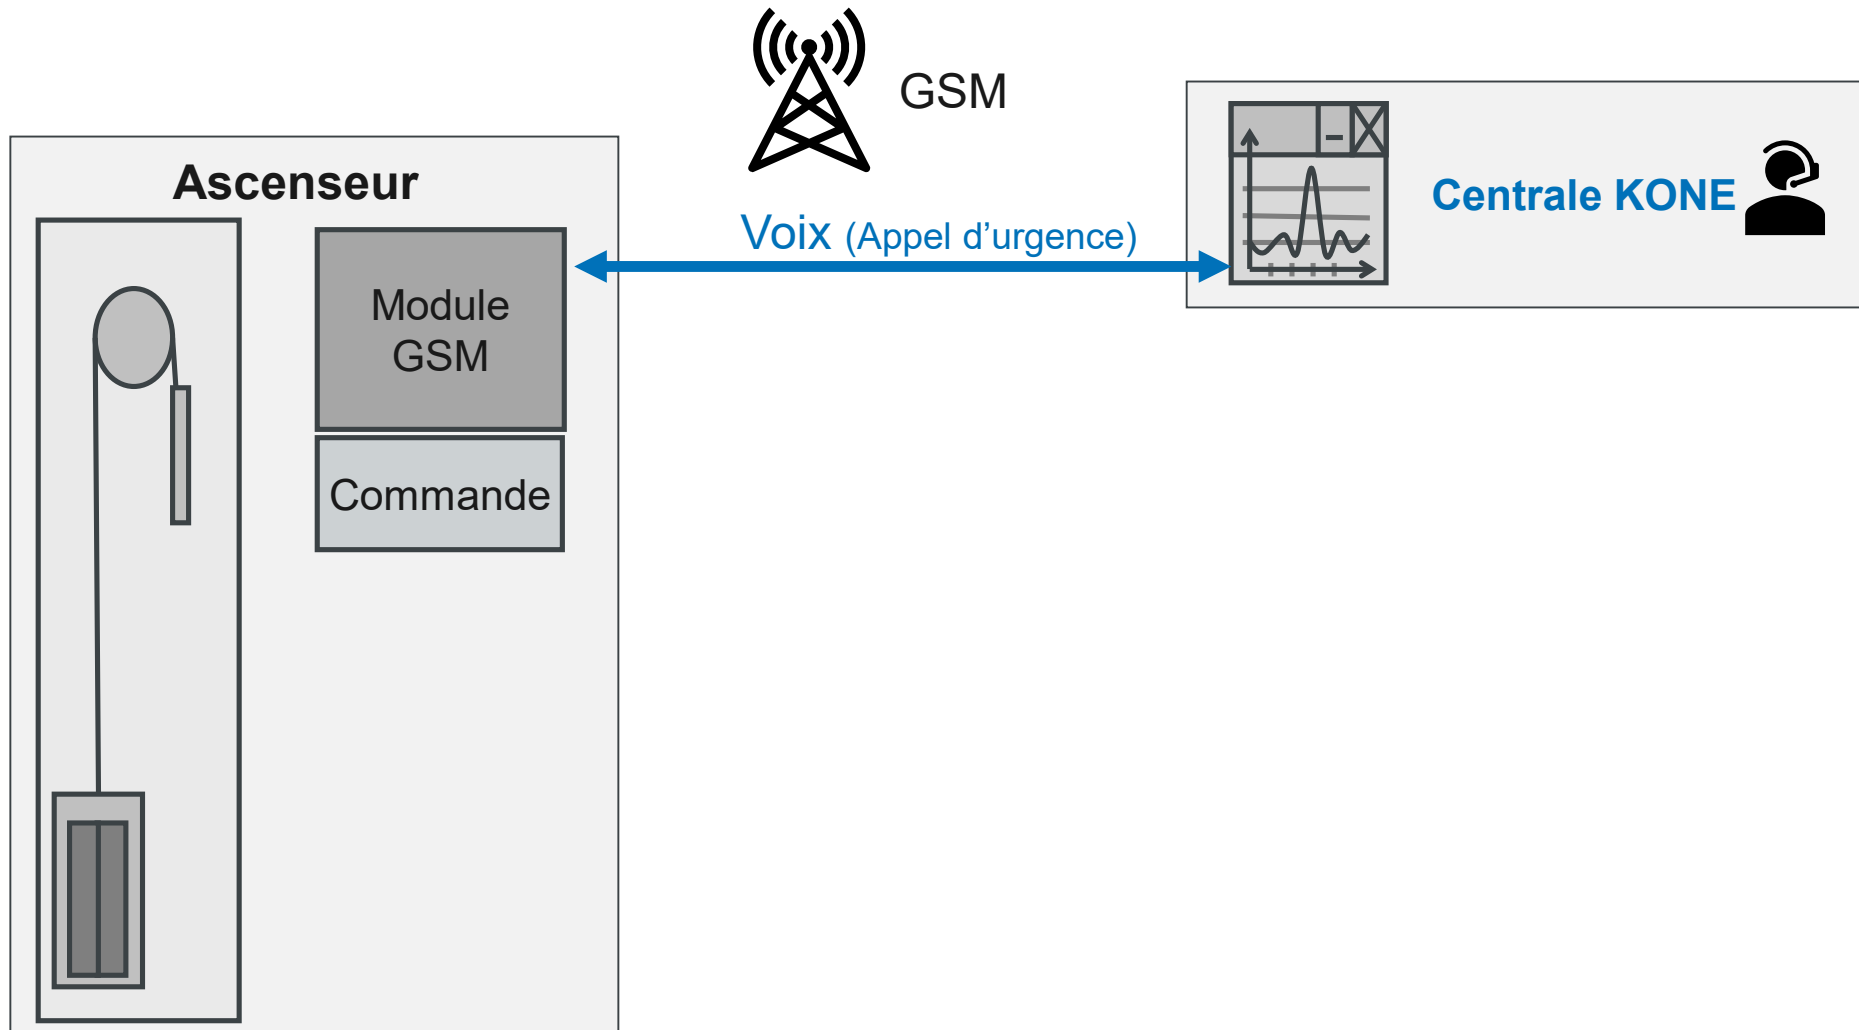 GSM
Ascenseur
Voix (Appel d’urgence)
Centrale KONE
Module
GSM
Commande